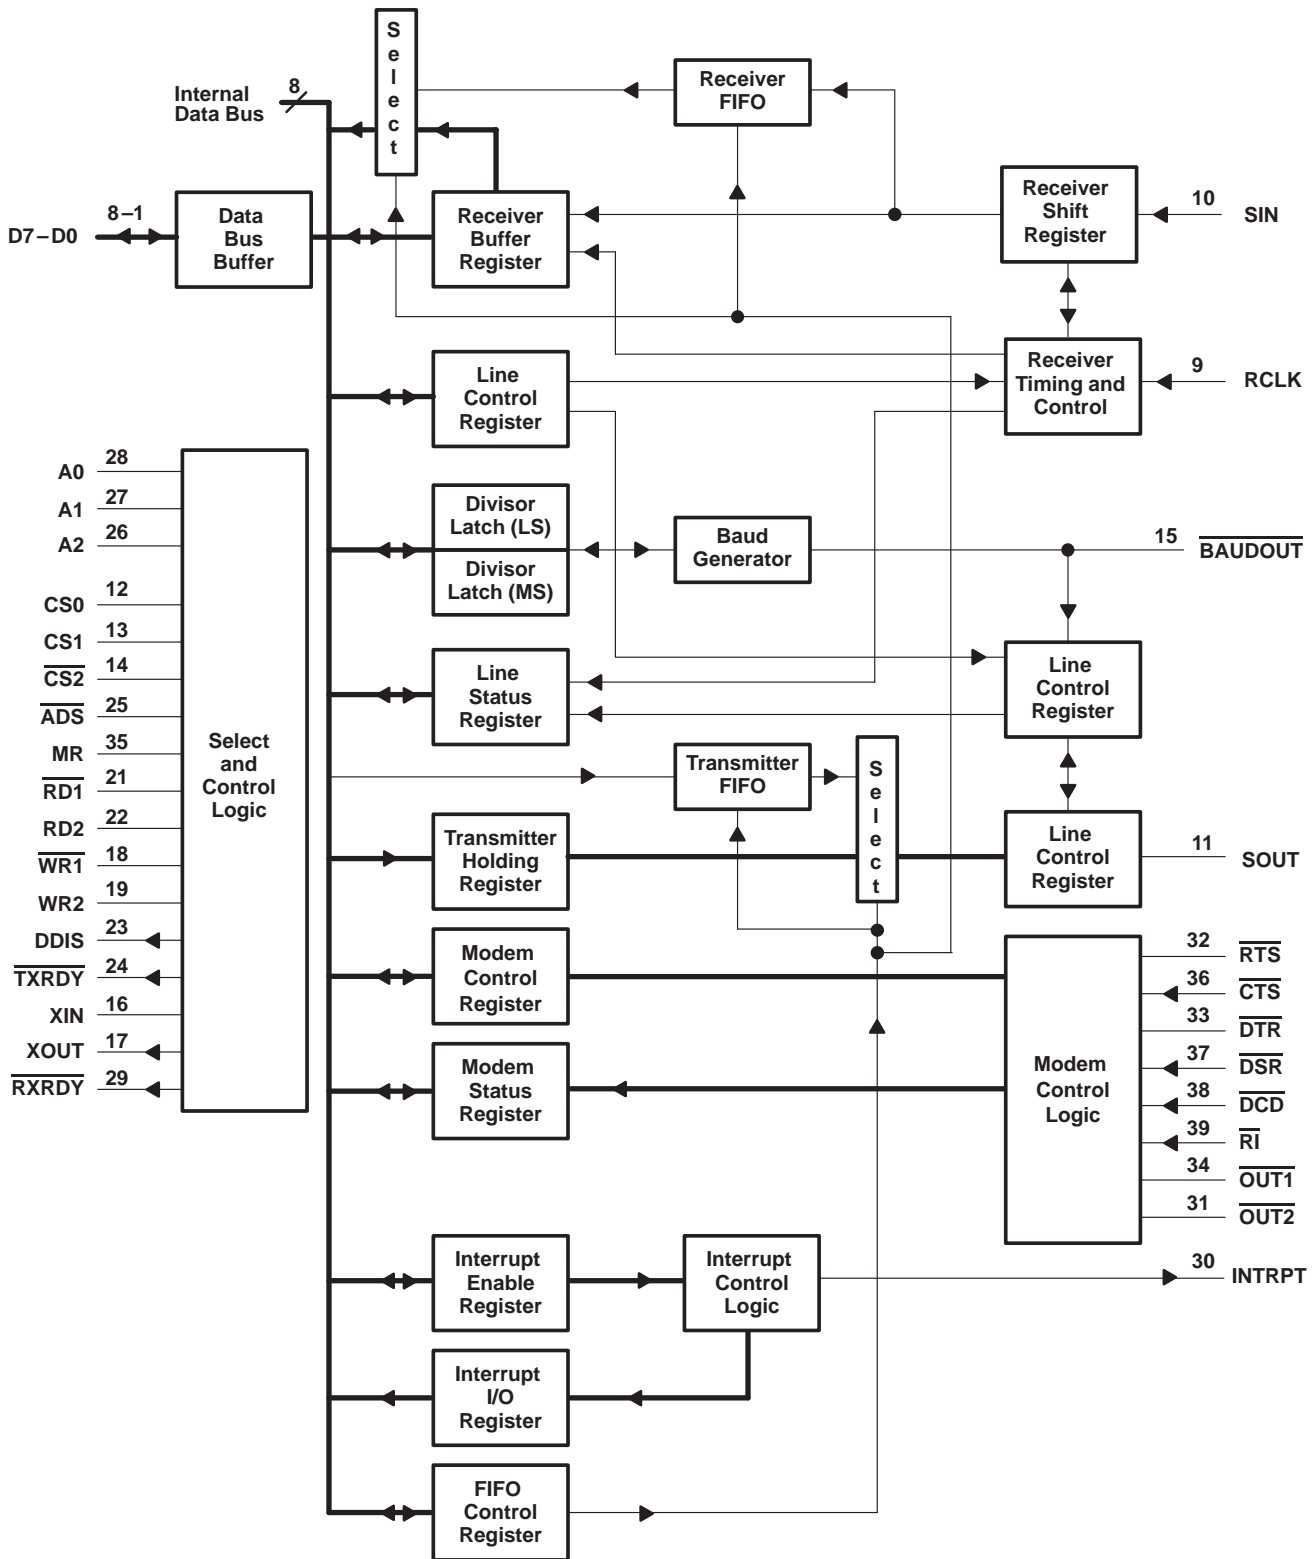 S
e
l
e
c
t
8
Internal
Data Bus
Receiver
FIFO
Receiver
Shift
Register
10
SIN
D7–D0
8–1
Data
Bus
Buffer
Receiver
Buffer
Register
Line
Control
Register
Receiver
Timing and
Control
9
RCLK
A0
28
A1
27
A2
26
CS0
12
CS1
13
CS2
14
ADS
25
MR
35
RD1
21
RD2
22
WR1
18
WR2
19
DDIS
23
TXRDY
24
XIN
16
XOUT
17
RXRDY
29
Select
and
Control
Logic
Divisor
Latch (LS)
Divisor
Latch (MS)
Baud
Generator
15
BAUDOUT
Line
Status
Register
Line
Control
Register
Transmitter
FIFO
S
e
l
e
c
t
Transmitter
Holding
Register
Line
Control
Register
11
SOUT
Modem
Control
Register
Modem
Status
Register
Modem
Control
Logic
32
RTS
36
CTS
33
DTR
37
DSR
38
DCD
39
RI
34
OUT1
31
OUT2
Interrupt
Enable
Register
Interrupt
Control
Logic
30
INTRPT
Interrupt
I/O
Register
FIFO
Control
Register